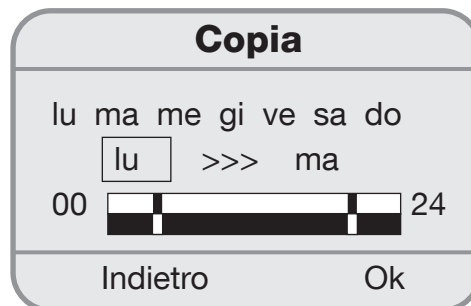 Copia
lu ma me gi ve sa do
lu >>> ma
00 24
Indietro Ok